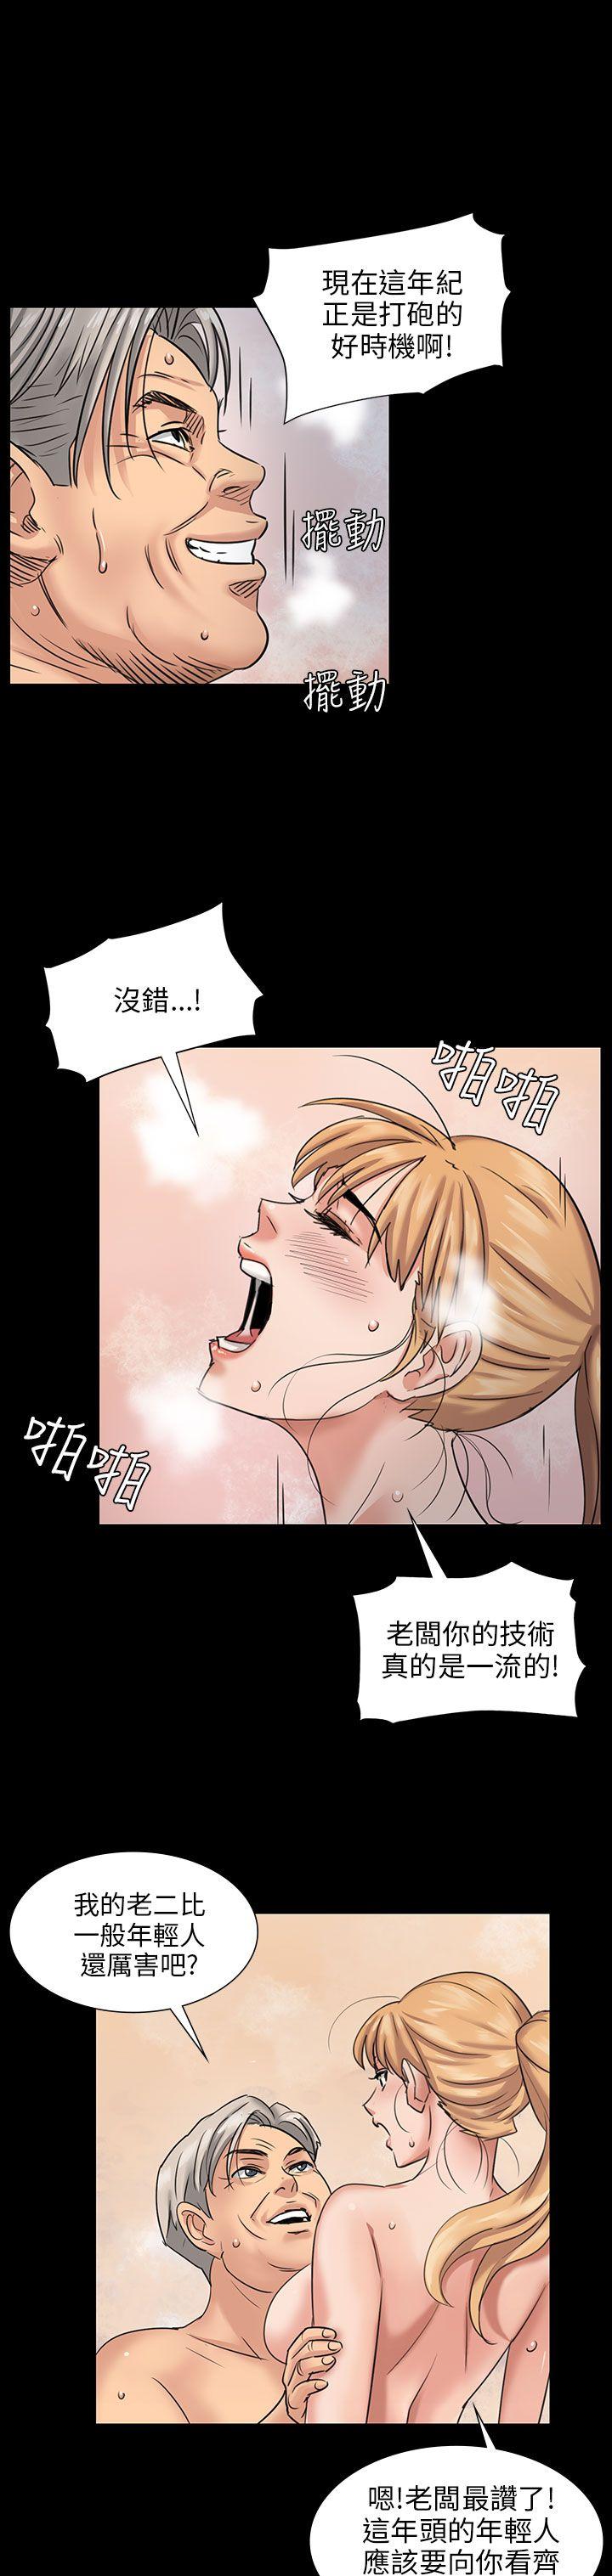 現在這年紀
正是打砲的
好時機啊!
擺動
擺動
沒錯...!
啪啪
啪啪
老闆你的技術
真的是一流的!
我的老二比
一般年輕人
還厲害吧?
嗯!老闆最讚了!
這年頭的年輕人
應該要向你看齊